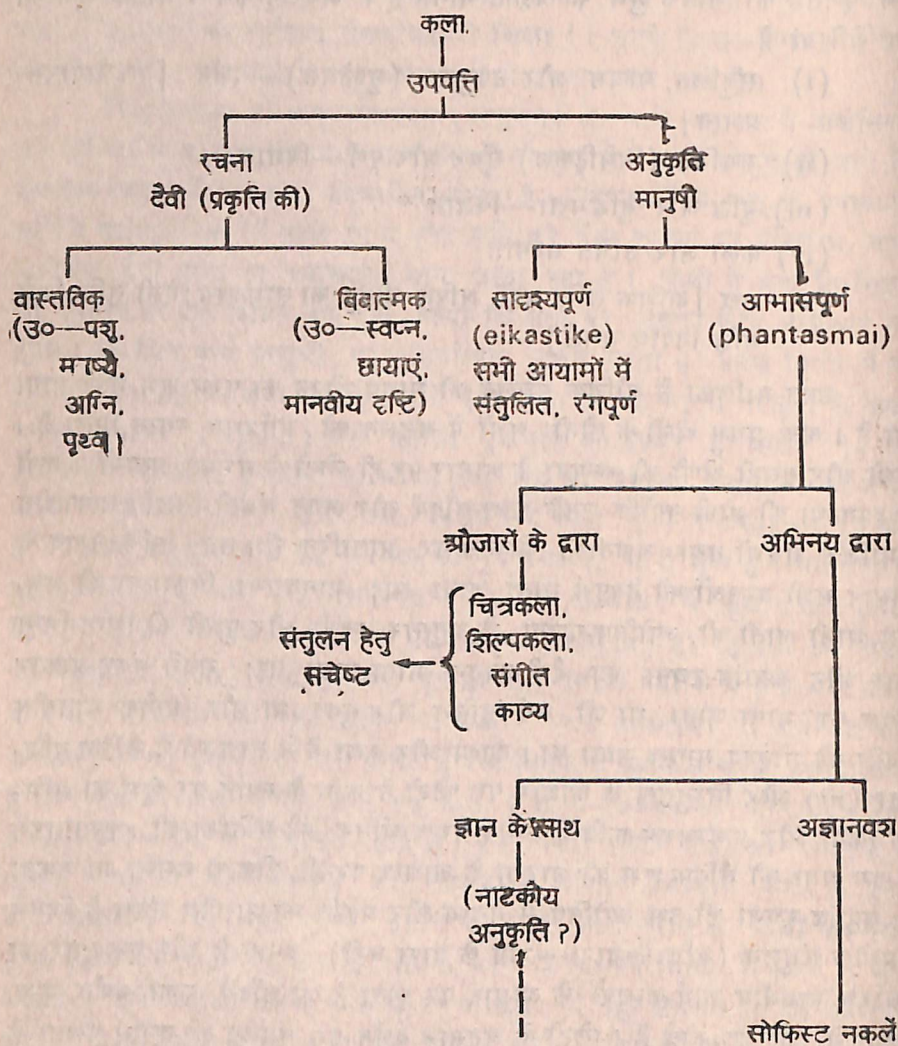 कला.
उपपत्ति
रचना
दैवी (प्रकृत्ति की)
अनुकृति
मानुषी
वास्तविक
(उ०—पशु,
मनुष्य,
अग्नि,
पृथ्वी)
बिंबात्मक
(उ०—स्वप्न,
छायाएं,
मानवीय दृष्टि)
सादृश्यपूर्ण
(eikastike)
सभी आयामों में
संतुलित, रंगपूर्ण
आभासपूर्ण
(phantasmai)
औजारों के द्वारा
अभिनय द्वारा
चित्रकला,
शिल्पकला,
संगीत
काव्य
संतुलन हेतु
सचेष्ट
ज्ञान के साथ
अज्ञानवश
(नाटकीय
अनुकृति ?)
सोफिस्ट नकलें